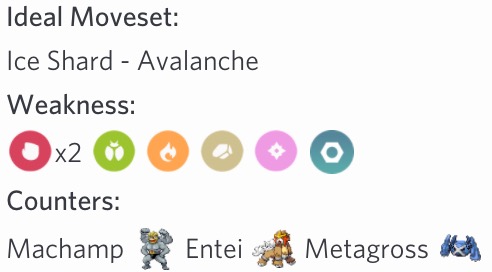 Ideal Moveset:
Ice Shard - Avalanche
Weakness:
x2
Counters:
Machamp Entei Metagross